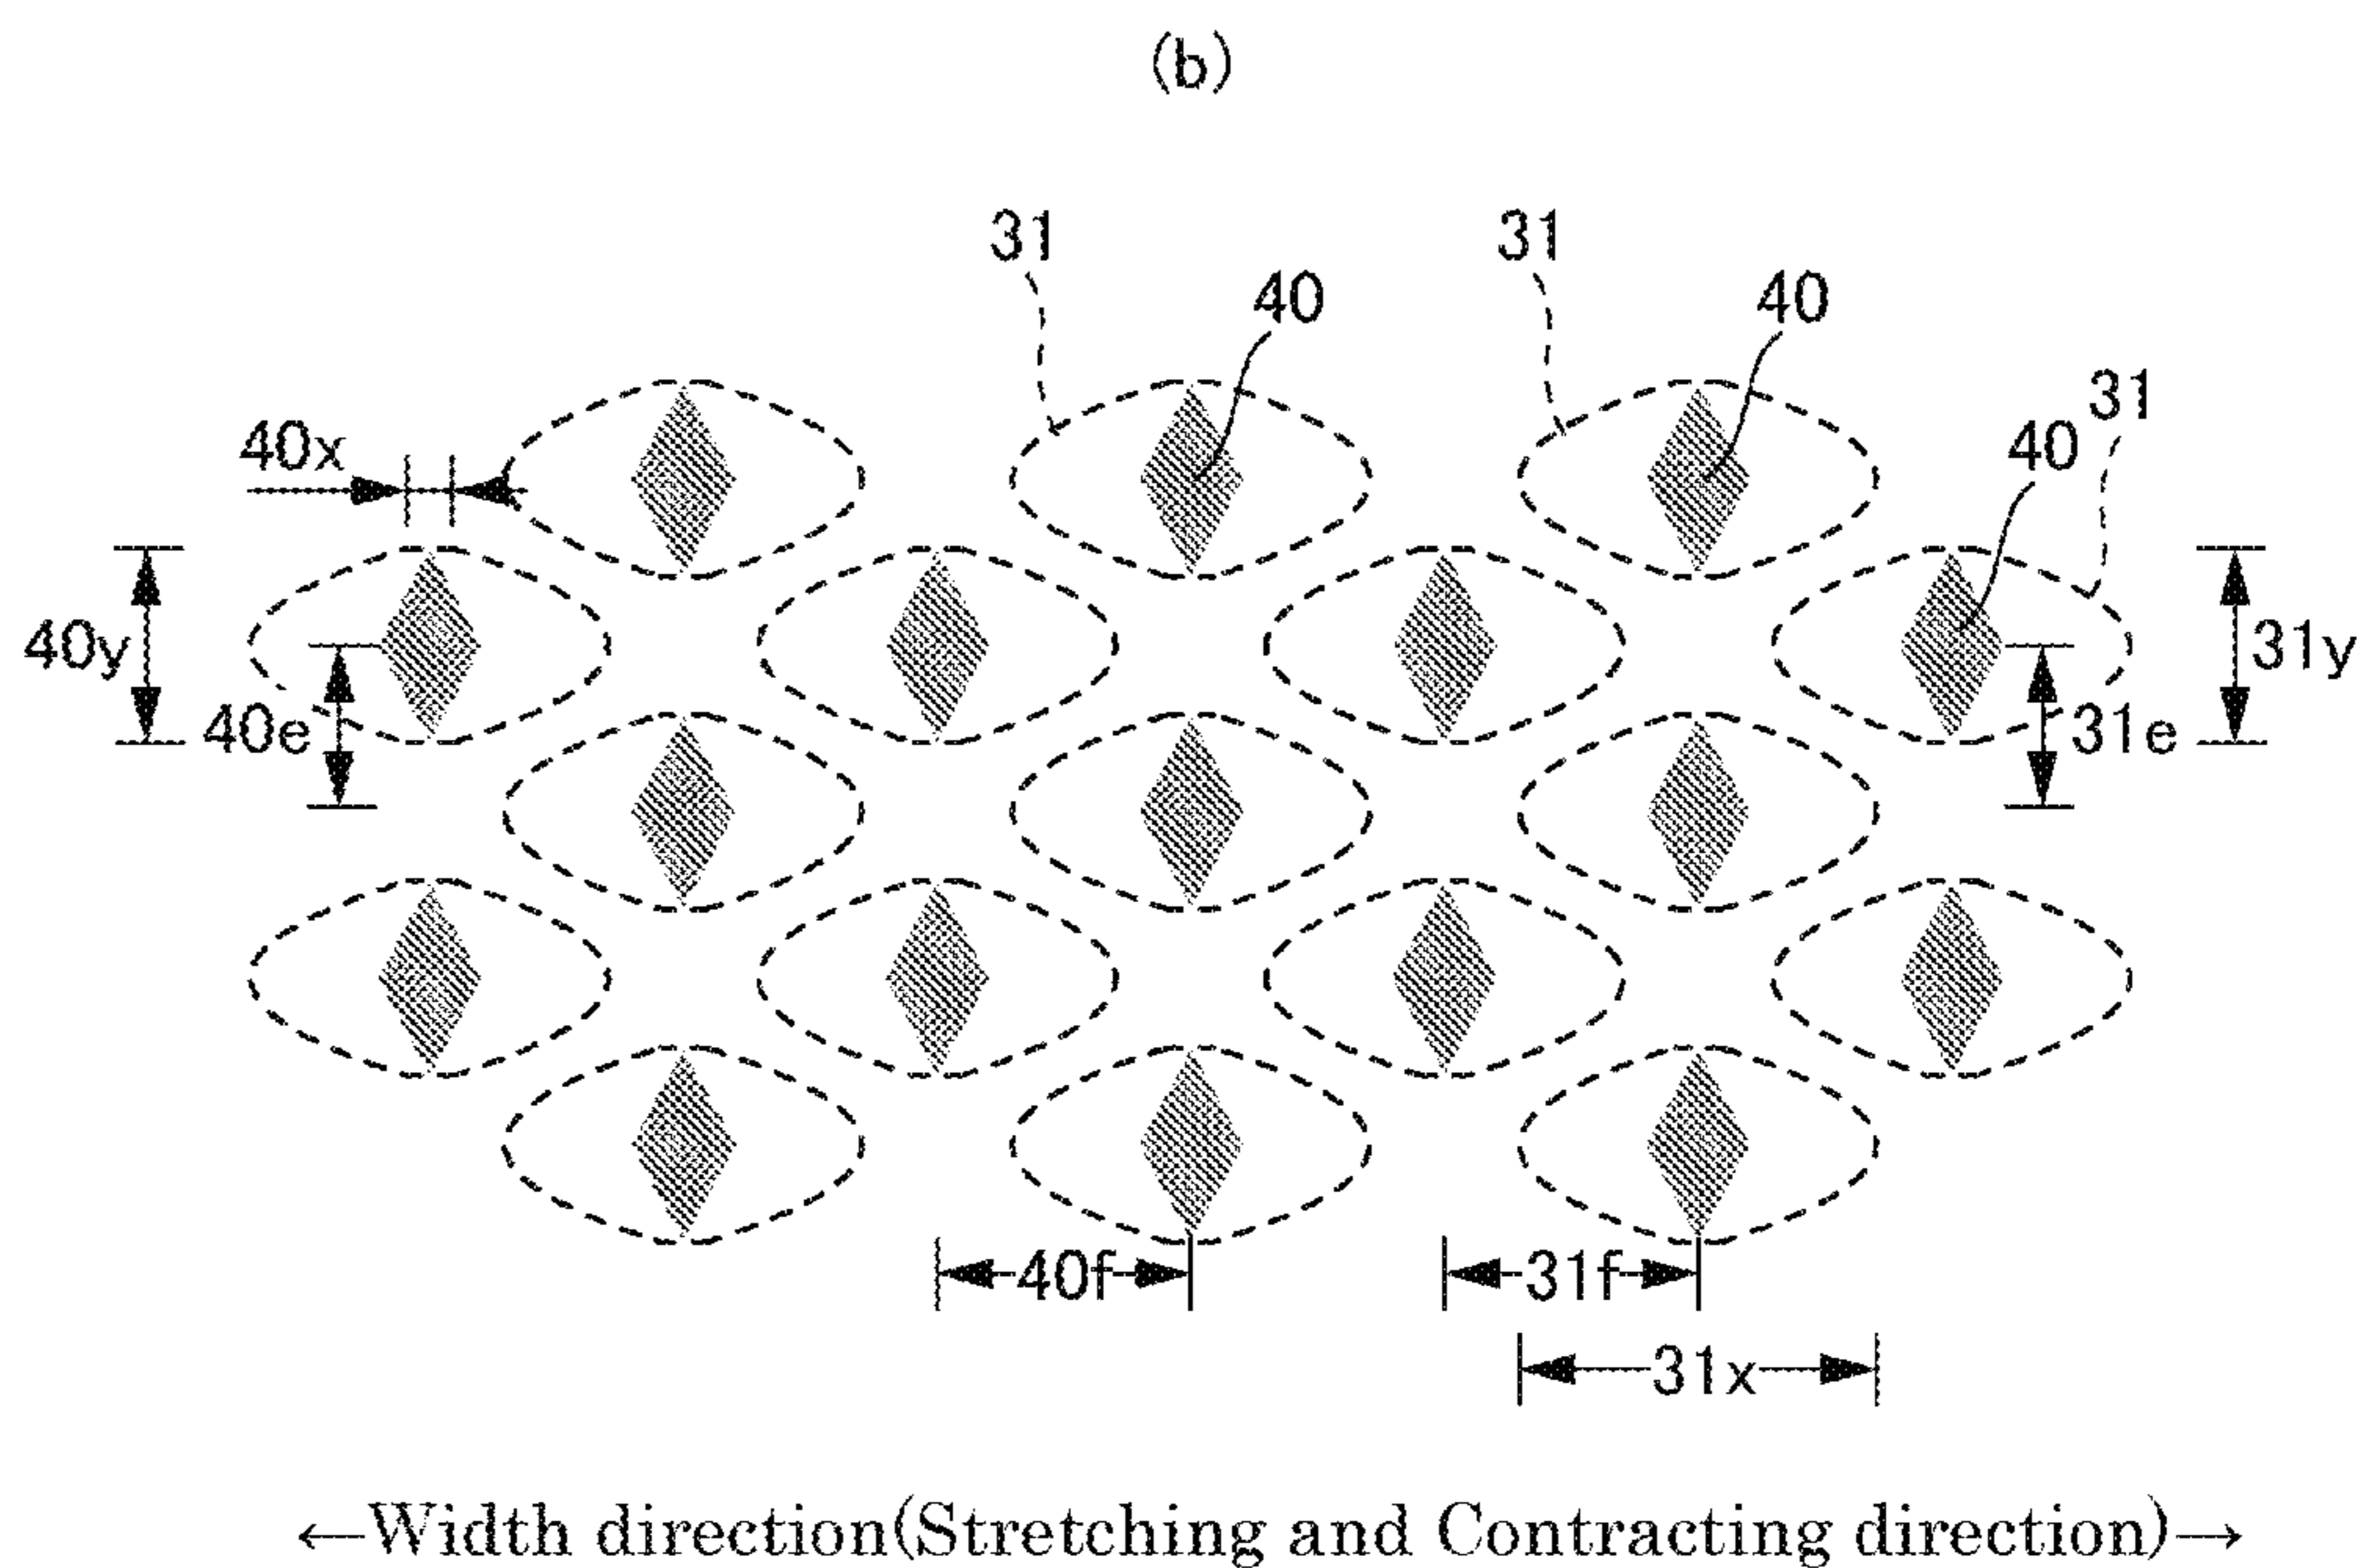 (b)
31 31
40 40
31
40x 40
40y 31y
40e 31e
40f 31f
31x
←Width direction(Stretching and Contracting direction)→